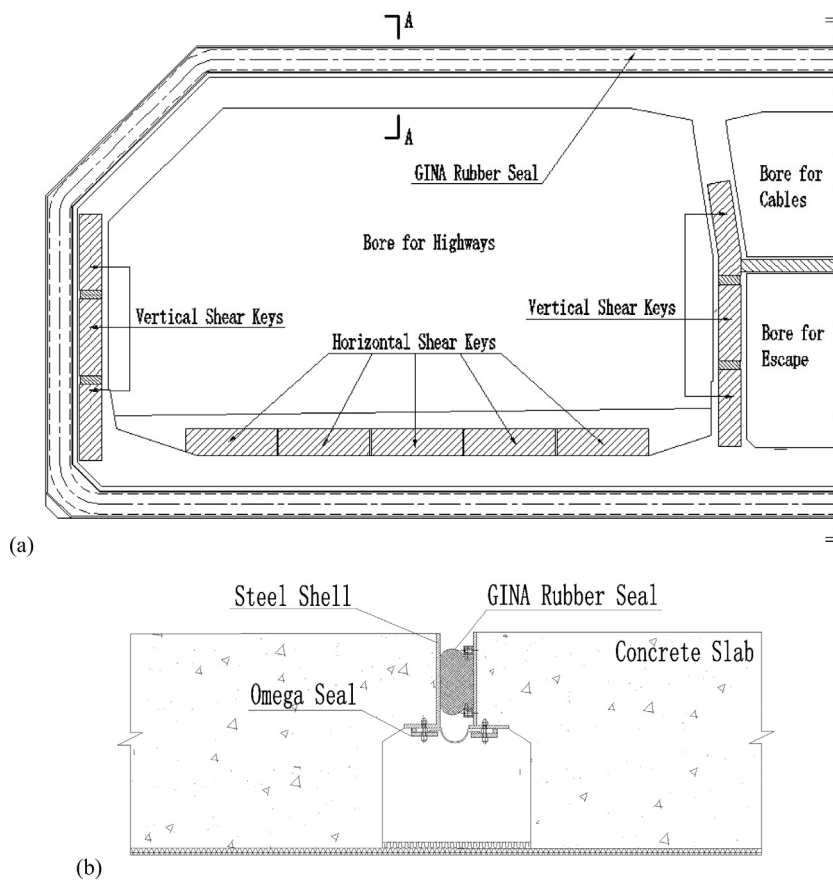 A
A
GINA Rubber Seal
Bore for
Cables
Bore for Highways
Vertical Shear Keys
Vertical Shear Keys
Horizontal Shear Keys
Bore for
Escape
(a)
Steel Shell
GINA Rubber Seal
Concrete Slab
Omega Seal
(b)